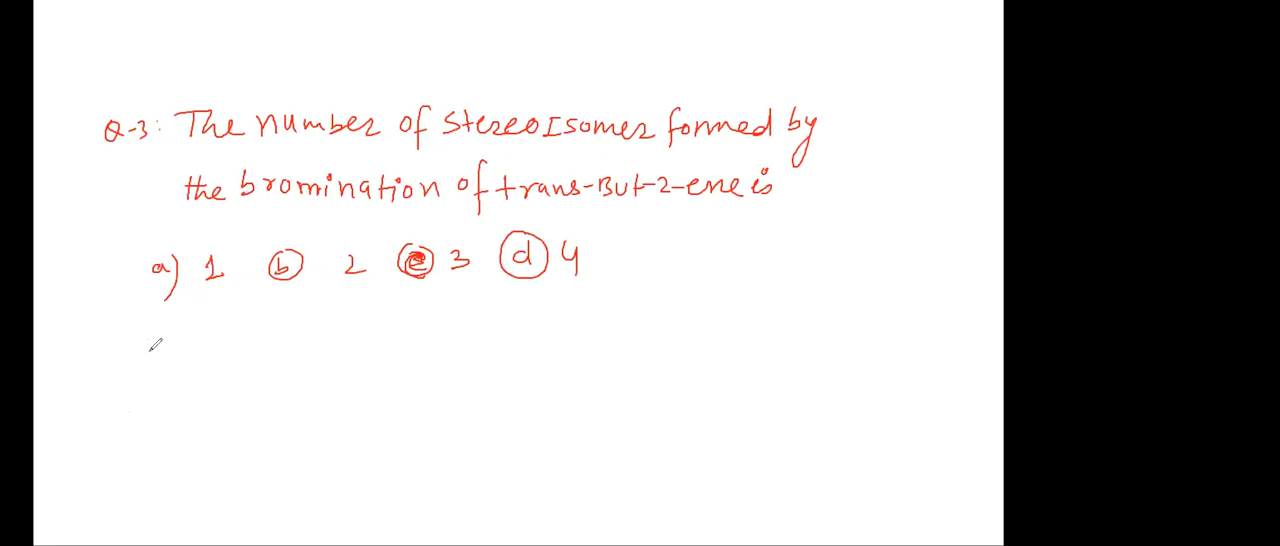 Q-3: The number of stereoIsomer formed by
the bromination of trans-But-2-ene is
a) 1 b 2 c 3 d 4